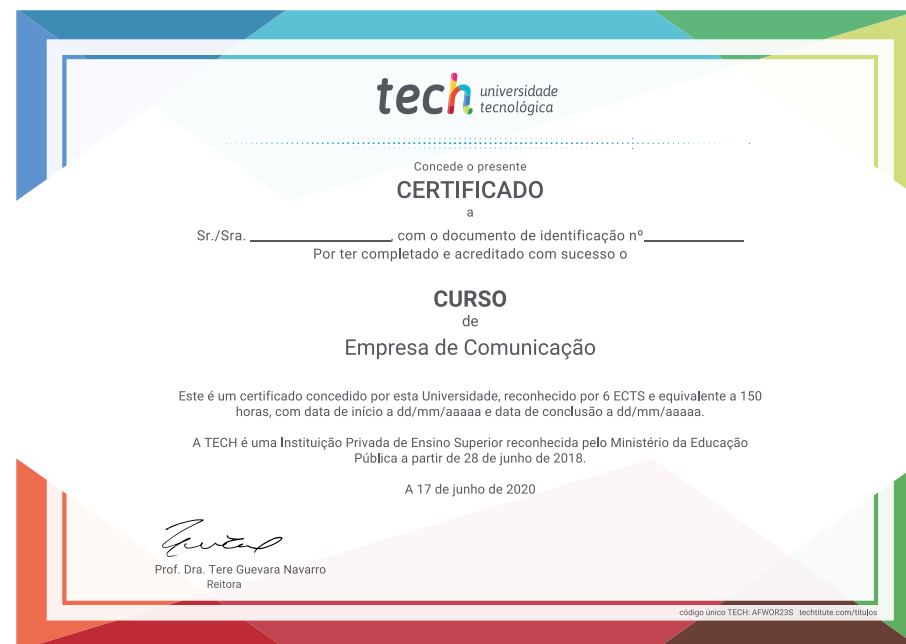 tech universidade
tecnológica
Concede o presente
CERTIFICADO
a
Sr./Sra. ____________________, com o documento de identificação nº______________
Por ter completado e acreditado com sucesso o
CURSO
de
Empresa de Comunicação
Este é um certificado concedido por esta Universidade, reconhecido por 6 ECTS e equivalente a 150
horas, com data de início a dd/mm/aaaaa e data de conclusão a dd/mm/aaaaa.
A TECH é uma Instituição Privada de Ensino Superior reconhecida pelo Ministério da Educação
Pública a partir de 28 de junho de 2018.
A 17 de junho de 2020
Prof. Dra. Tere Guevara Navarro
Reitora
código único TECH: AFWOR23S techtitute.com/titulos